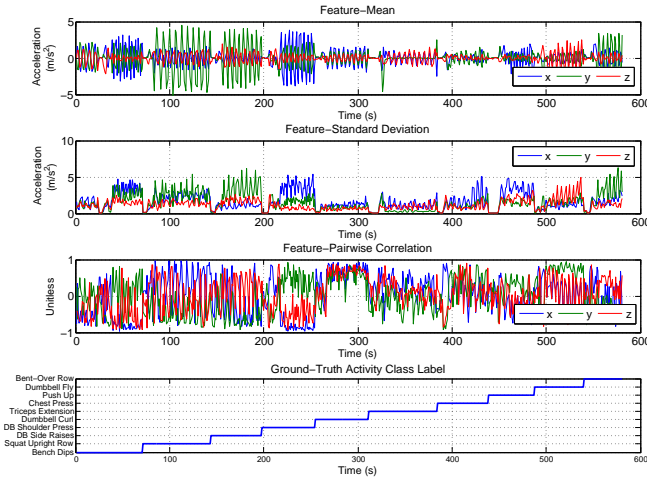 Feature−Mean
Acceleration
(m/s²)
5
0
−5
0 100 200 300 400 500 600
x y z
Time (s)
Feature−Standard Deviation
Acceleration
(m/s²)
10
5
0
0 100 200 300 400 500 600
x y z
Time (s)
Feature−Pairwise Correlation
Unitless
1
0
−1
0 100 200 300 400 500 600
x y z
Time (s)
Ground−Truth Activity Class Label
Bent−Over Row
Dumbbell Fly
Push Up
Chest Press
Triceps Extension
Dumbbell Curl
DB Shoulder Press
DB Side Raises
Squat Upright Row
Bench Dips
0 100 200 300 400 500 600
Time (s)